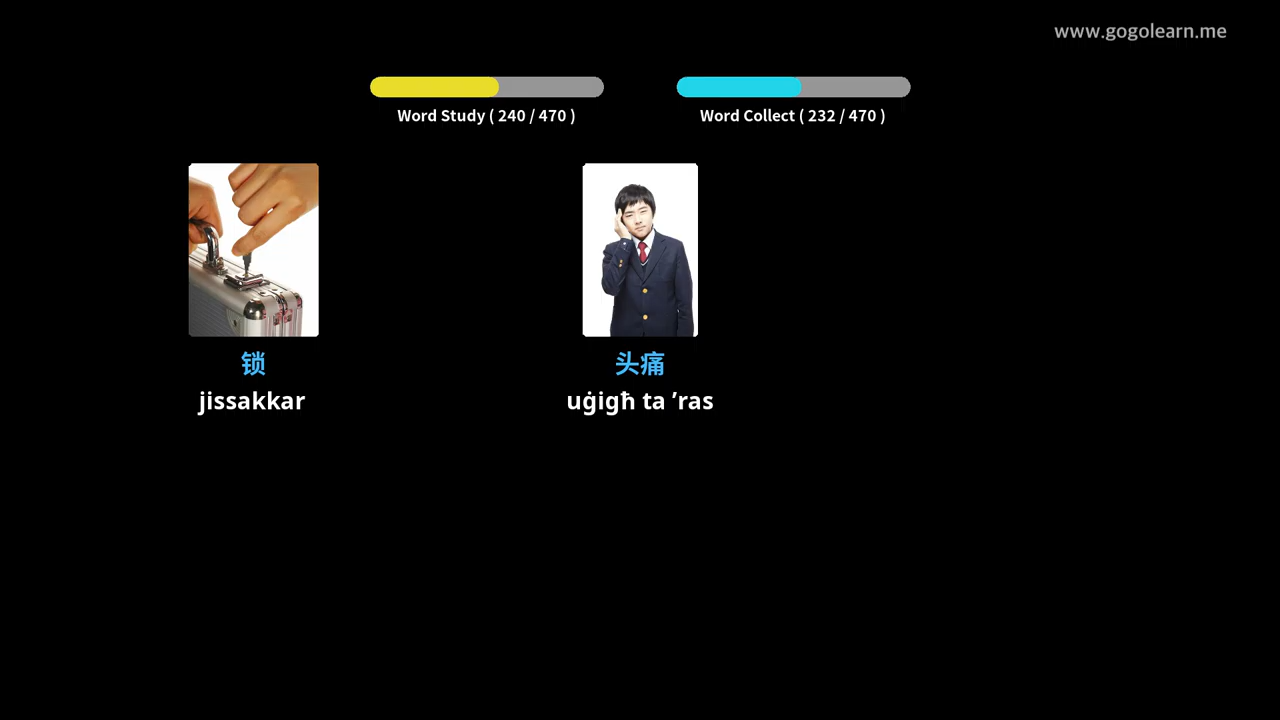 www.gogolearn.me
Word Study ( 240 / 470 )
Word Collect ( 232 / 470 )
锁
jissakkar
头痛
uġigħ ta ’ras